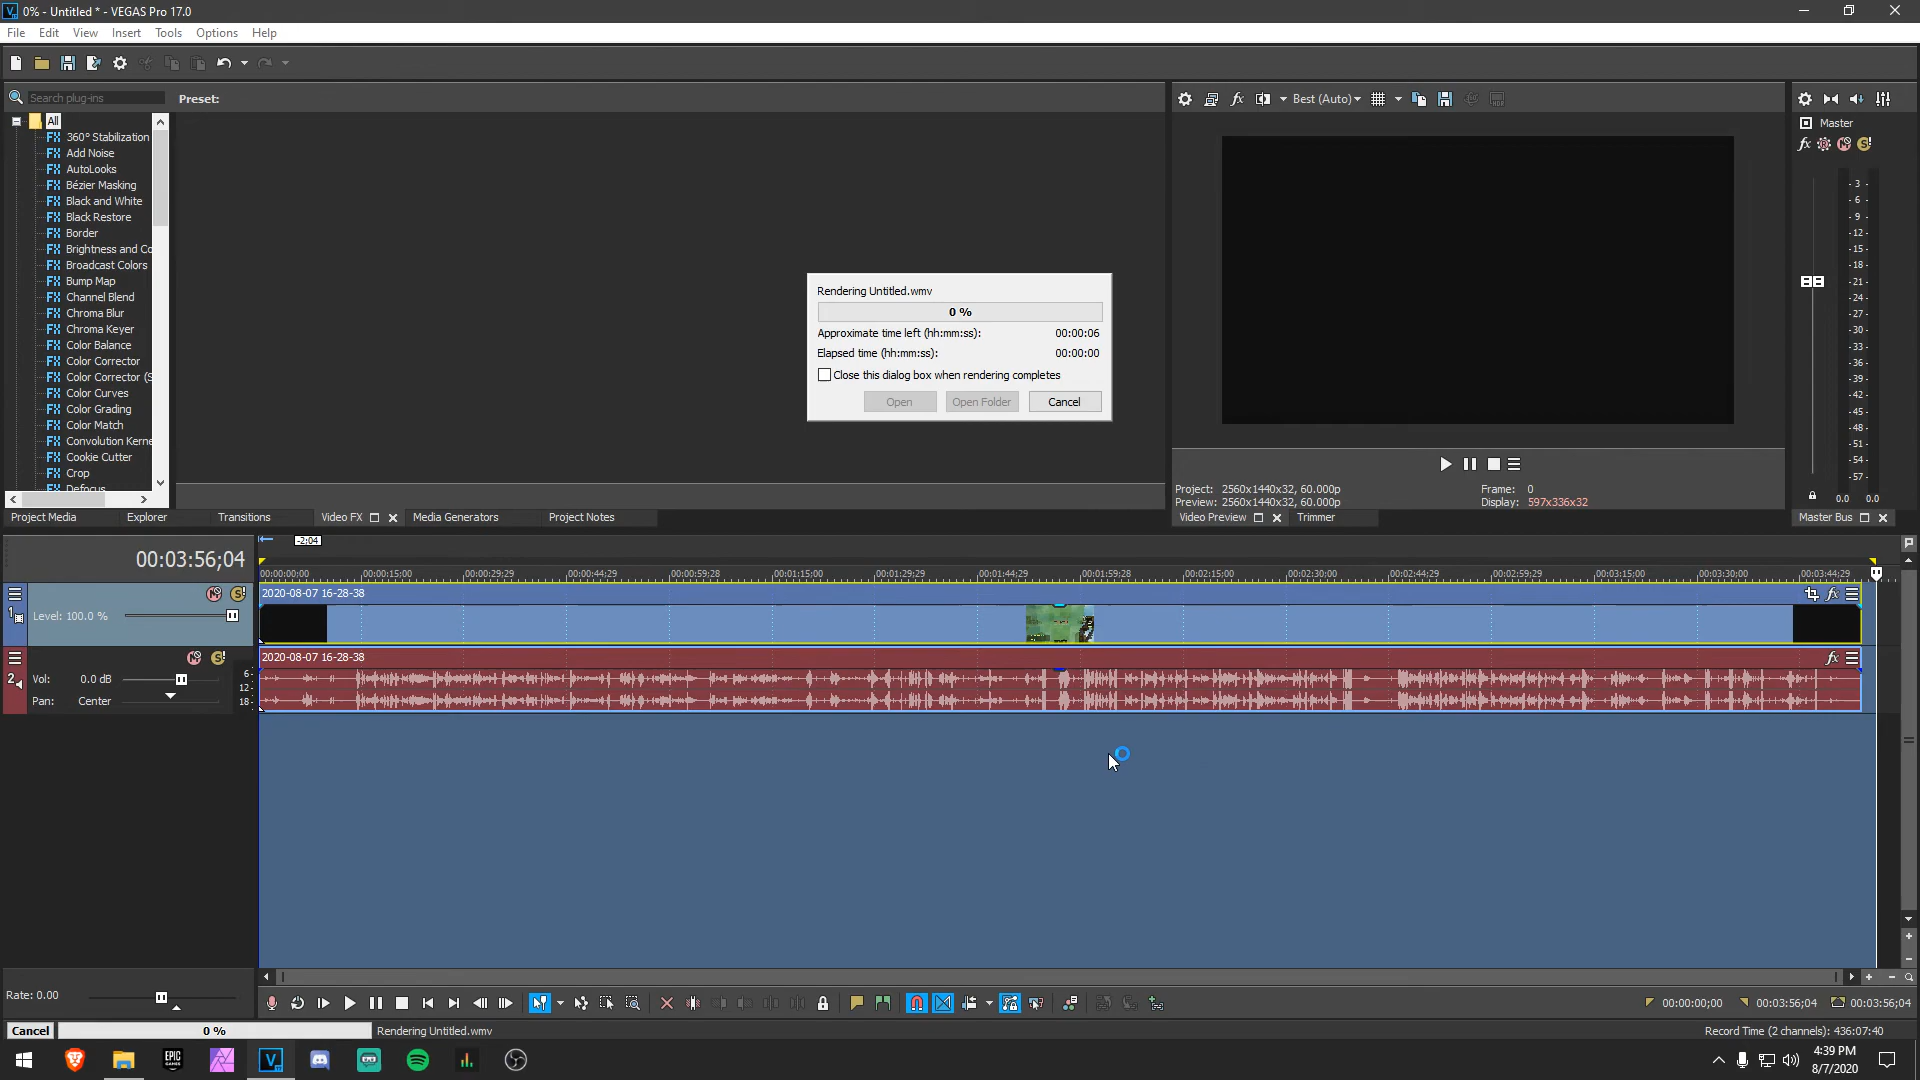 0% - Untitled * - VEGAS Pro 17.0
File Edit View Insert Tools Options Help
Search plug-ins Preset: Best (Auto)
All
360° Stabilization
Add Noise
AutoLooks
Bézier Masking
Black and White
Black Restore
Border
Brightness and Co
Broadcast Colors
Bump Map
Channel Blend
Chroma Blur
Chroma Keyer
Color Balance
Color Corrector
Color Corrector (S
Color Curves
Color Grading
Color Match
Convolution Kerne
Cookie Cutter
Crop
Defocus
Rendering Untitled.wmv
0 %
Approximate time left (hh:mm:ss): 00:00:06
Elapsed time (hh:mm:ss): 00:00:00
Close this dialog box when rendering completes
Open Open Folder Cancel
Project: 2560x1440x32, 60.000p Frame: 0
Preview: 2560x1440x32, 60.000p Display: 597x336x32
Master
- 3 -
- 6 -
- 9 -
- 12 -
- 15 -
- 18 -
- 21 -
- 24 -
- 27 -
- 30 -
- 33 -
- 36 -
- 39 -
- 42 -
- 45 -
- 48 -
- 51 -
- 54 -
- 57 -
0.0 0.0
Project Media Explorer Transitions Video FX Media Generators Project Notes Video Preview Trimmer Master Bus
-2:04
00:03:56;04
00:00:00;00 00:00:15;00 00:00:29;29 00:00:44;29 00:00:59;28 00:01:15;00 00:01:29;29 00:01:44;29 00:01:59;28 00:02:15;00 00:02:30;00 00:02:44;29 00:02:59;29 00:03:15;00 00:03:30;00 00:03:44;29
2020-08-07 16-28-38
1 Level: 100.0 %
2020-08-07 16-28-38
2 Vol: 0.0 dB 6-
12-
Pan: Center 18-
Rate: 0.00
00:00:00;00 00:03:56;04 00:03:56;04
Cancel 0 % Rendering Untitled.wmv Record Time (2 channels): 436:07:40
4:39 PM
8/7/2020